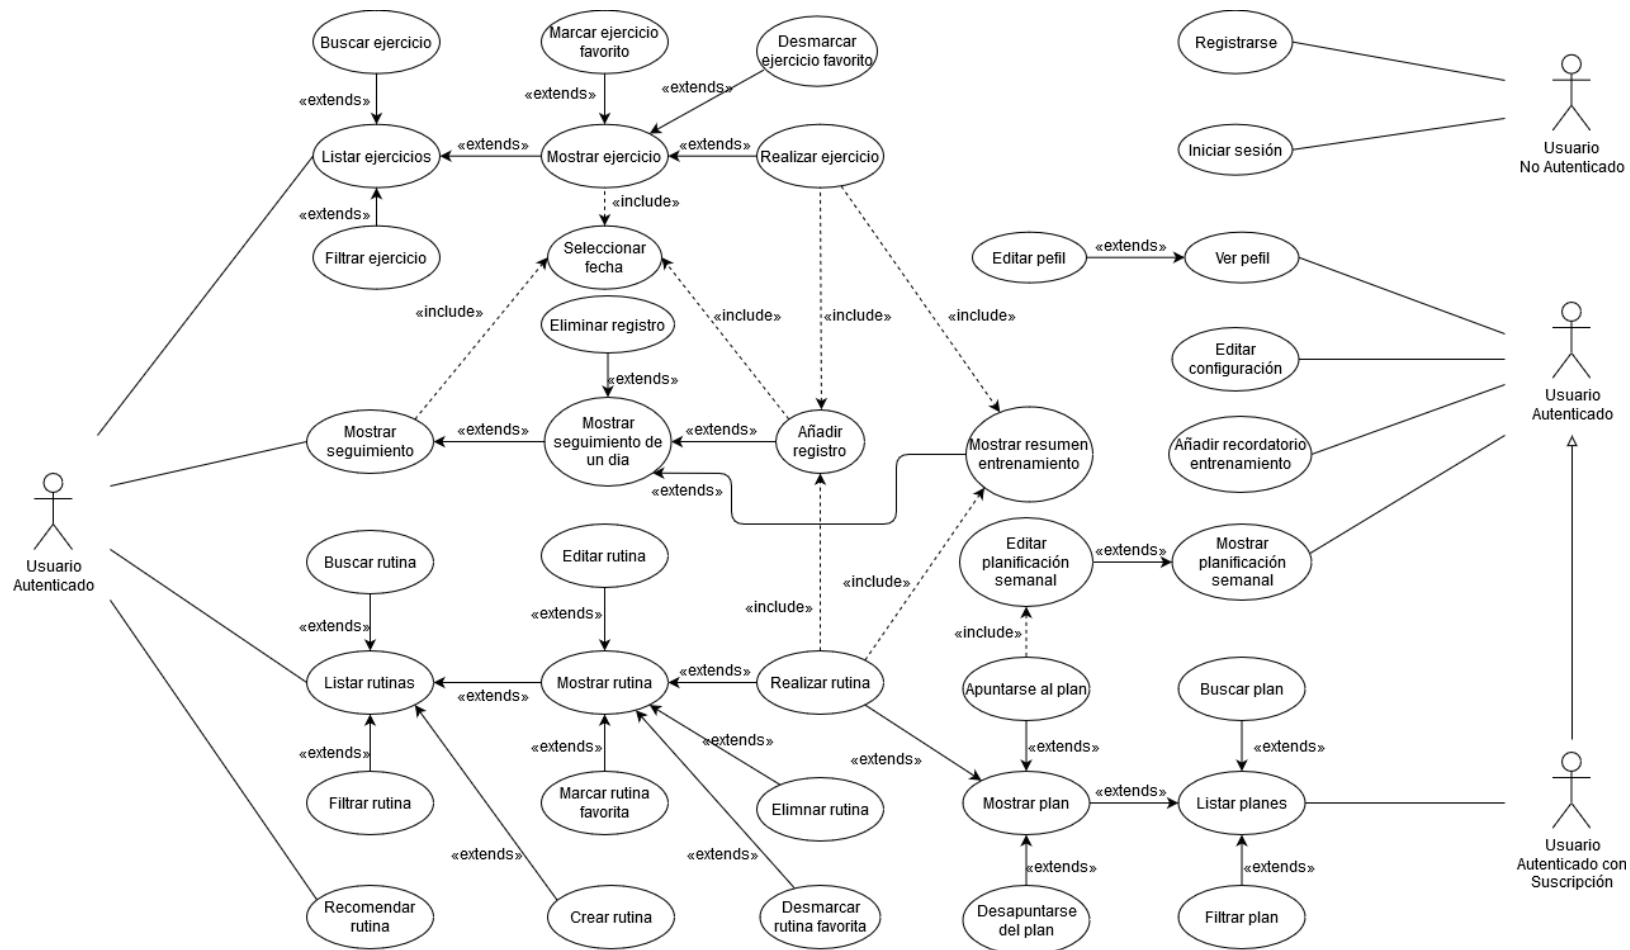 Buscar ejercicio
Marcar ejercicio
favorito
Desmarcar
ejercicio favorito
Registrarse
«extends»
«extends»
«extends»
Listar ejercicios
«extends»
Mostrar ejercicio
«extends»
Realizar ejercicio
Iniciar sesión
Usuario
No Autenticado
«extends»
«include»
Filtrar ejercicio
Seleccionar
fecha
Editar pefil
«extends»
Ver pefil
«include»
«include»
«include»
«include»
Eliminar registro
Editar
configuración
«extends»
Usuario
Autenticado
Mostrar
seguimiento
«extends»
Mostrar
seguimiento de
un dia
«extends»
Añadir
registro
Mostrar resumen
entrenamiento
Añadir recordatorio
entrenamiento
«extends»
Usuario
Autenticado
Buscar rutina
Editar rutina
Editar
planificación
semanal
«extends»
Mostrar
planificación
semanal
«include»
«include»
«extends»
«extends»
«include»
Listar rutinas
«extends»
Mostrar rutina
«extends»
Realizar rutina
Apuntarse al plan
Buscar plan
«extends»
«extends»
«extends»
«extends»
«extends»
«extends»
Filtrar rutina
Marcar rutina
favorita
Elimnar rutina
Mostrar plan
«extends»
Listar planes
Usuario
Autenticado con
Suscripción
«extends»
«extends»
«extends»
«extends»
Recomendar
rutina
Crear rutina
Desmarcar
rutina favorita
Desapuntarse
del plan
Filtrar plan